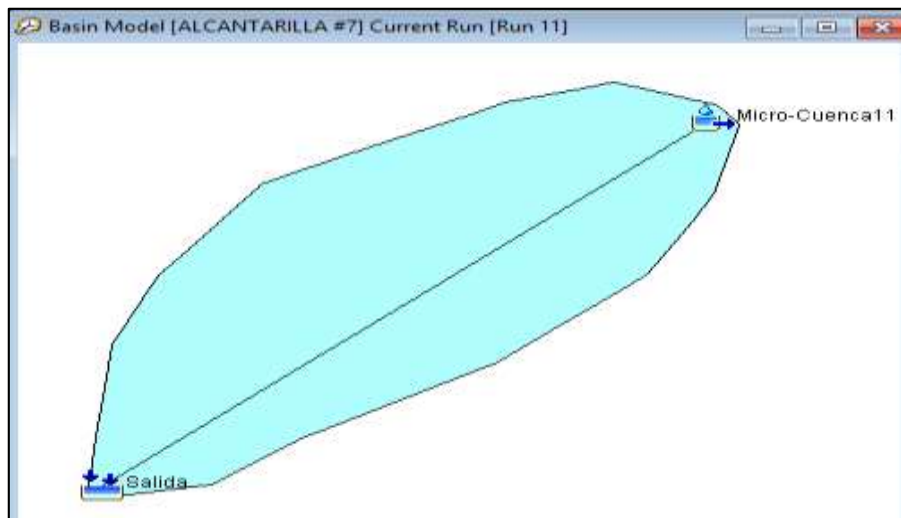 Basin Model [ALCANTARILLA #7] Current Run [Run 11]
Micro-Cuenca11
Salida